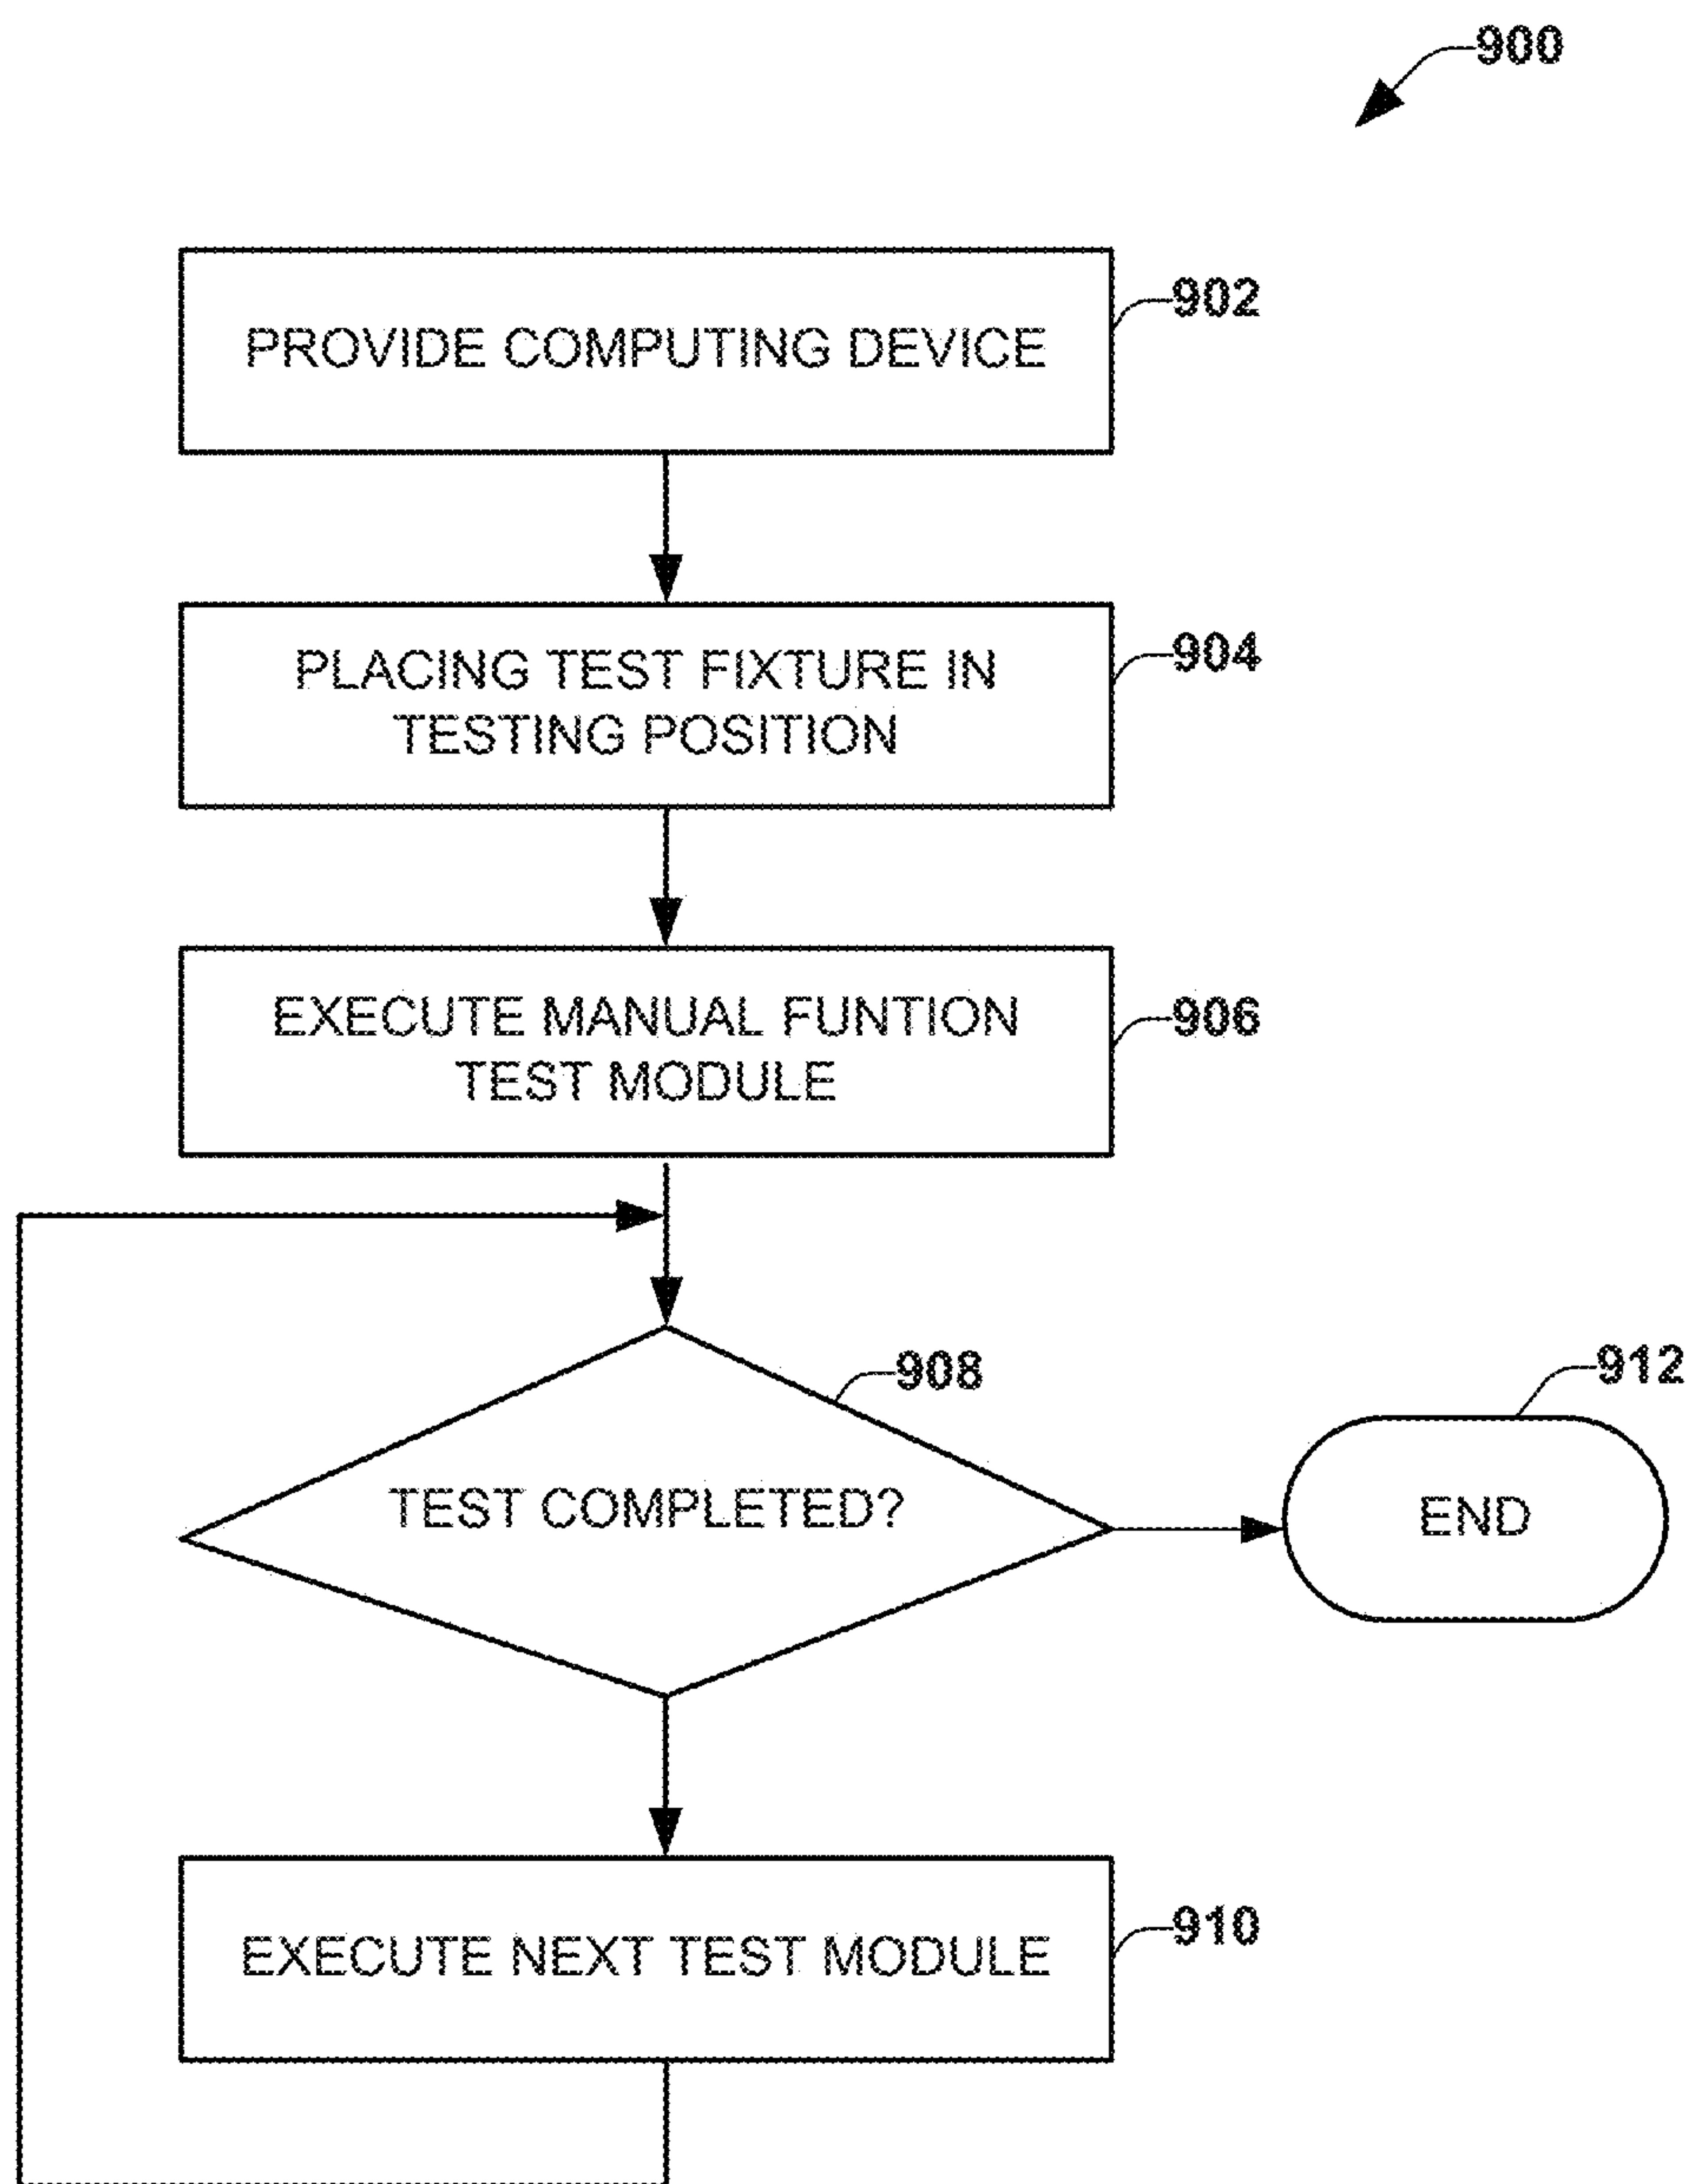 900
PROVIDE COMPUTING DEVICE
902
PLACING TEST FIXTURE IN
TESTING POSITION
904
EXECUTE MANUAL FUNTION
TEST MODULE
906
908
TEST COMPLETED?
912
END
EXECUTE NEXT TEST MODULE
910